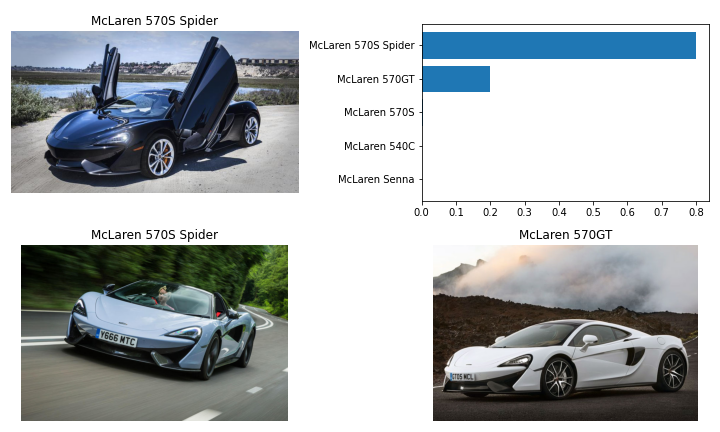 McLaren 570S Spider
McLaren 570S Spider
McLaren 570GT
McLaren 570S
McLaren 540C
McLaren Senna
0.0 0.1 0.2 0.3 0.4 0.5 0.6 0.7 0.8
McLaren 570S Spider
McLaren 570GT
Y666 MTC
GT05 MCL